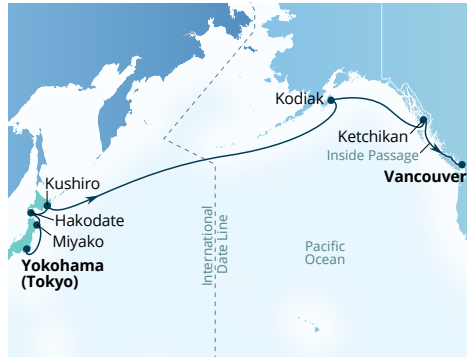 Kodiak
Ketchikan
Inside Passage
Vancouver
Kushiro
Hakodate
Miyako
Yokohama
(Tokyo)
International
Date Line
Pacific
Ocean